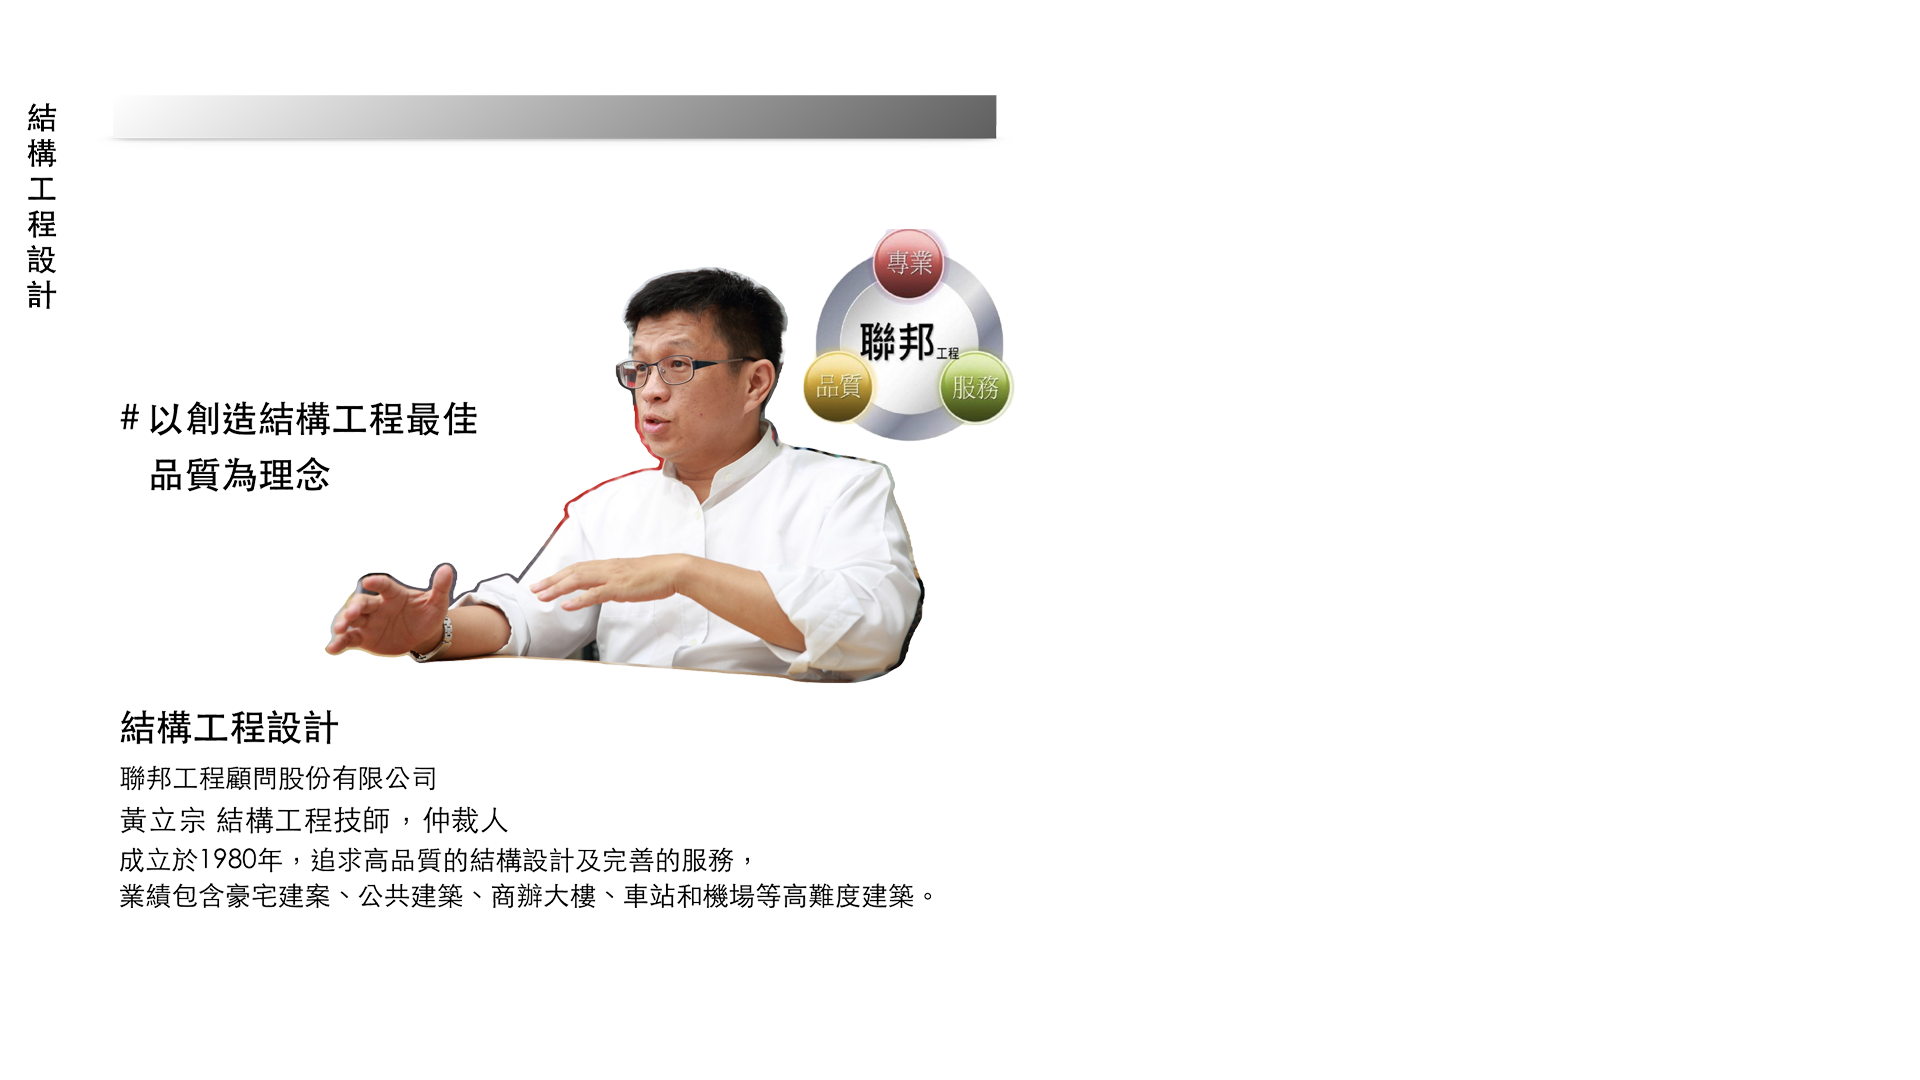 結構工程設計
專業
聯邦工程
品質
服務
# 以創造結構工程最佳
品質為理念
結構工程設計
聯邦工程顧問股份有限公司
黃立宗 結構工程技師，仲裁人
成立於1980年，追求高品質的結構設計及完善的服務，
業績包含豪宅建案、公共建築、商辦大樓、車站和機場等高難度建築。